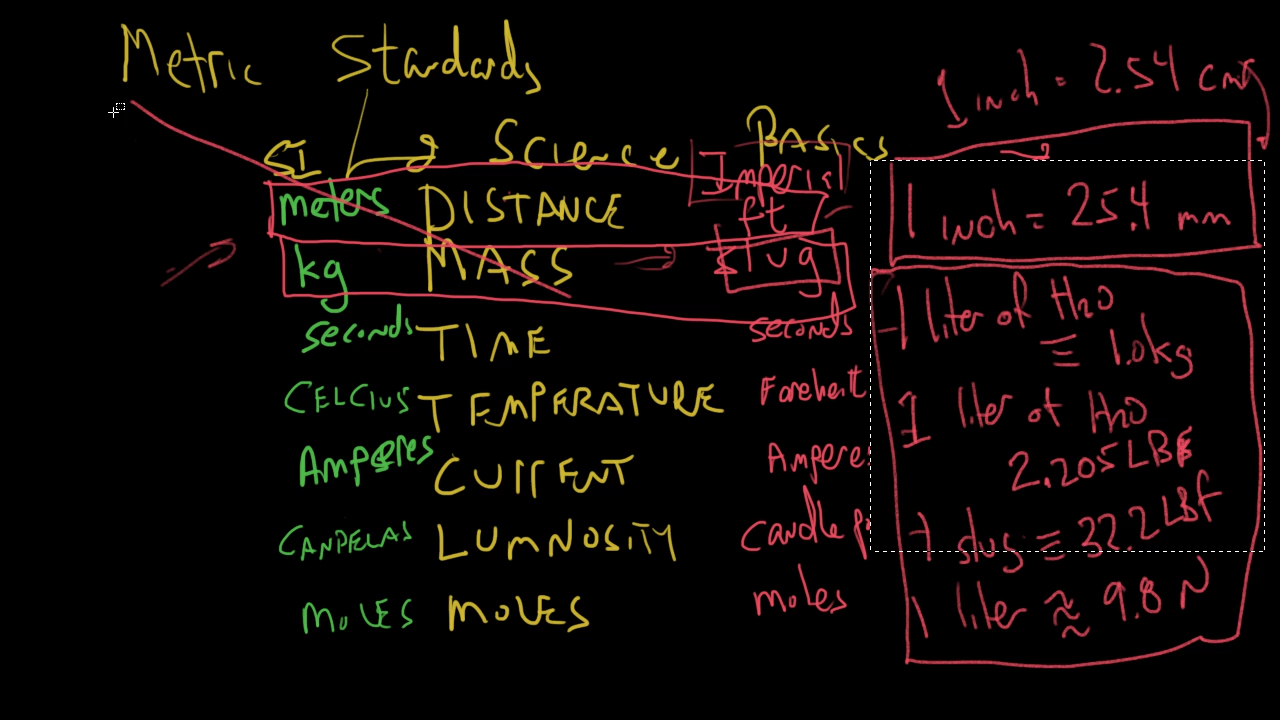 Metric Standards
1 inch = 2.54 cm
SI → Science BASics
Imperial
meters DISTANCE ft
1 inch = 25.4 mm
kg MASS → slug
1 liter of H2O
≡ 1.0kg
seconds TIME seconds
CELCIUS TEMPERATURE
1 liter of H2O
2.205 LBf
Amperes CURRENT Ampere
CANDELAS LUMNOSITY candle
1 slug ≡ 32.2 LBf
MOLES MOLES moles
1 liter ≈ 9.8 N